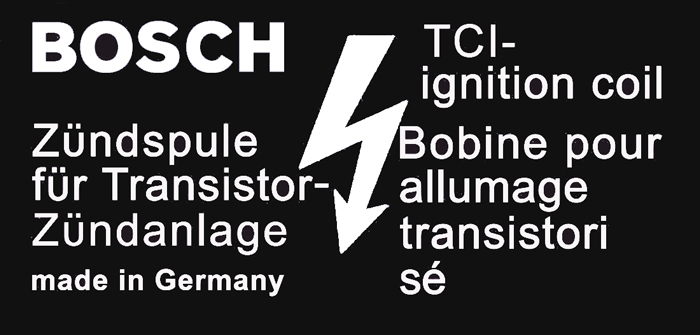 BOSCH
Zündspule
für Transistor-
Zündanlage
made in Germany
TCI-
ignition coil
Bobine pour
allumage
transistori
sé